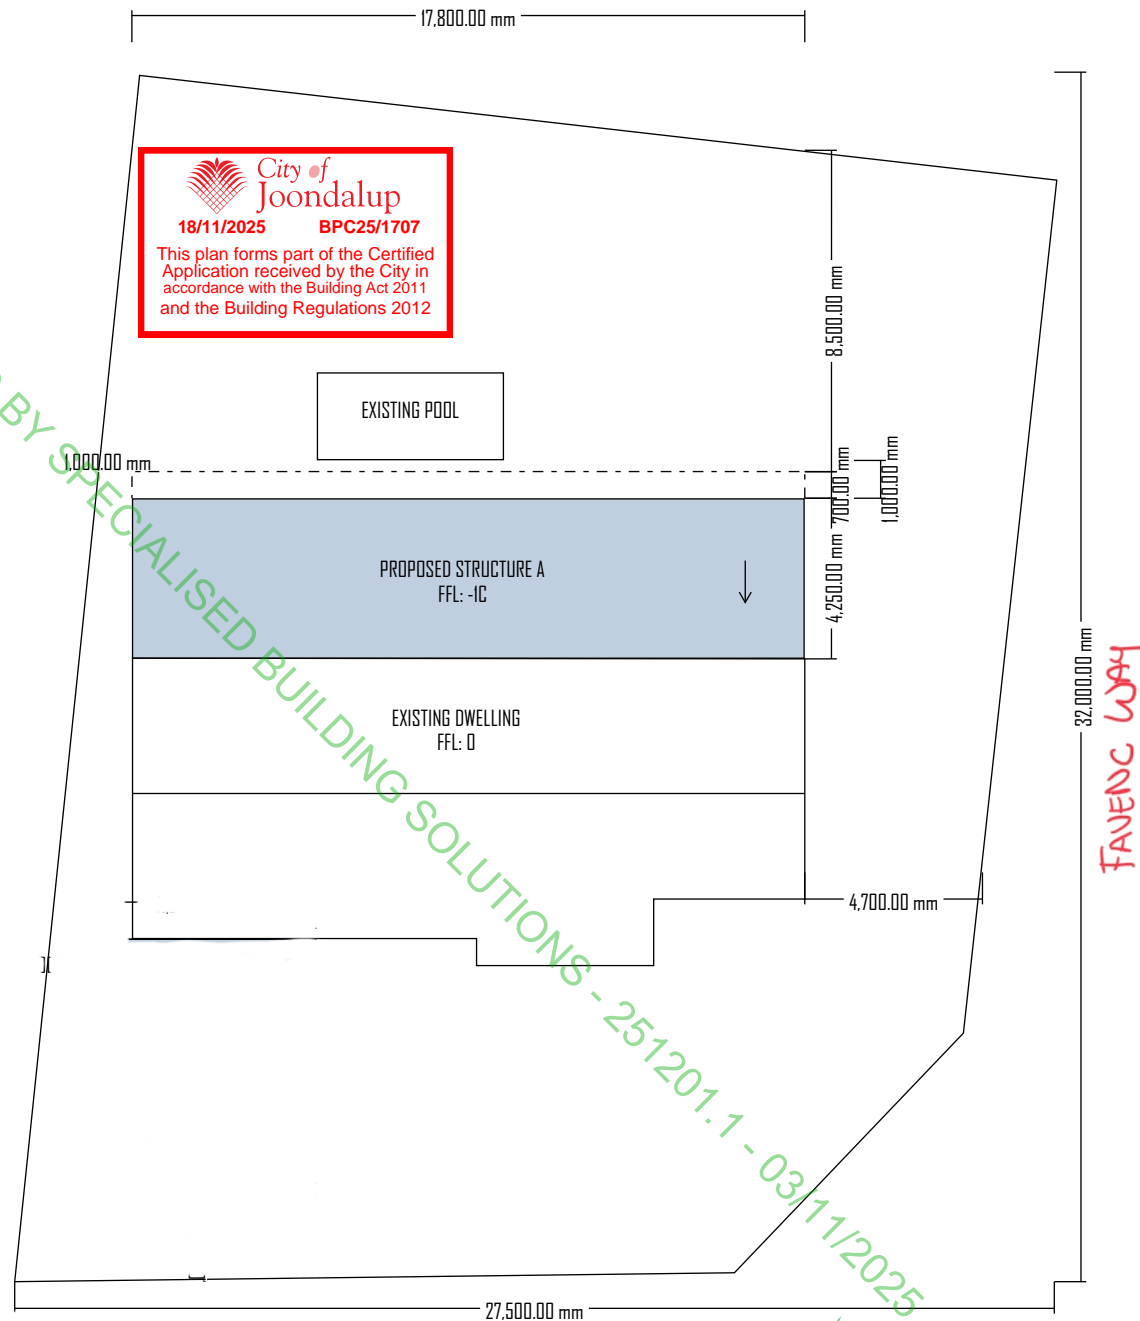 17,800.00 mm
City of
Joondalup
18/11/2025 BPC25/1707
This plan forms part of the Certified
Application received by the City in
accordance with the Building Act 2011
and the Building Regulations 2012
8,500.00 mm
EXISTING POOL
1,000.00 mm
700.00 mm
1,000.00 mm
PROPOSED STRUCTURE A
FFL: -1C
4,250.00 mm
EXISTING DWELLING
FFL: 0
32,000.00 mm
FAVENC WAY
4,700.00 mm
27,500.00 mm
BY SPECIALISED BUILDING SOLUTIONS - 251201.1 - 03/11/2025